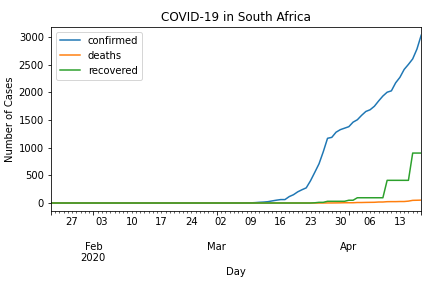 COVID-19 in South Africa
confirmed
deaths
recovered
Number of Cases
3000
2500
2000
1500
1000
500
0
27 03 10 17 24 02 09 16 23 30 06 13
Feb Mar Apr
2020
Day